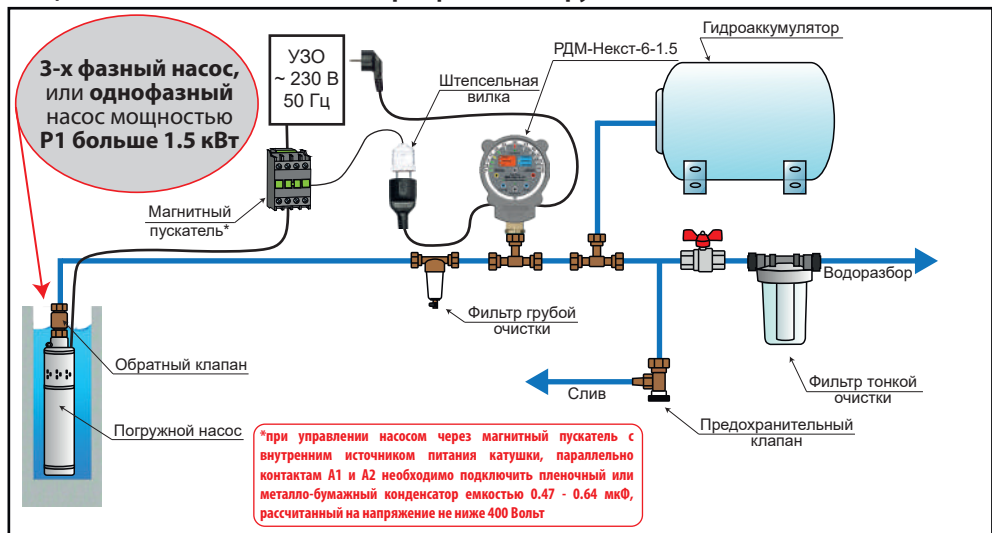 3-х фазный насос,
или однофазный
насос мощностью
Р1 больше 1.5 кВт
УЗО
~ 230 В
50 Гц
Штепсельная
вилка
РДМ-Некст-6-1.5
Гидроаккумулятор
Магнитный
пускатель*
Водоразбор
Фильтр грубой
очистки
Обратный клапан
Фильтр тонкой
очистки
Слив
Предохранительный
клапан
Погружной насос
*при управлении насосом через магнитный пускатель с
внутренним источником питания катушки, параллельно
контактам А1 и А2 необходимо подключить пленочный или
металло-бумажный конденсатор емкостью 0.47 - 0.64 мкФ,
рассчитанный на напряжение не ниже 400 Вольт